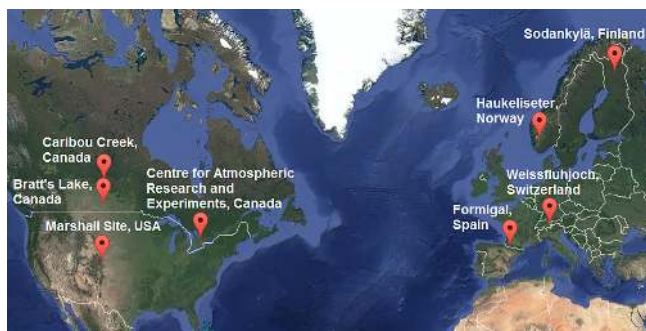 Sodankylä, Finland
Haukeliseter,
Norway
Caribou Creek,
Canada
Centre for Atmospheric
Research and
Experiments, Canada
Bratt's Lake,
Canada
Weissfluhjoch,
Switzerland
Marshall Site, USA
Formigal,
Spain